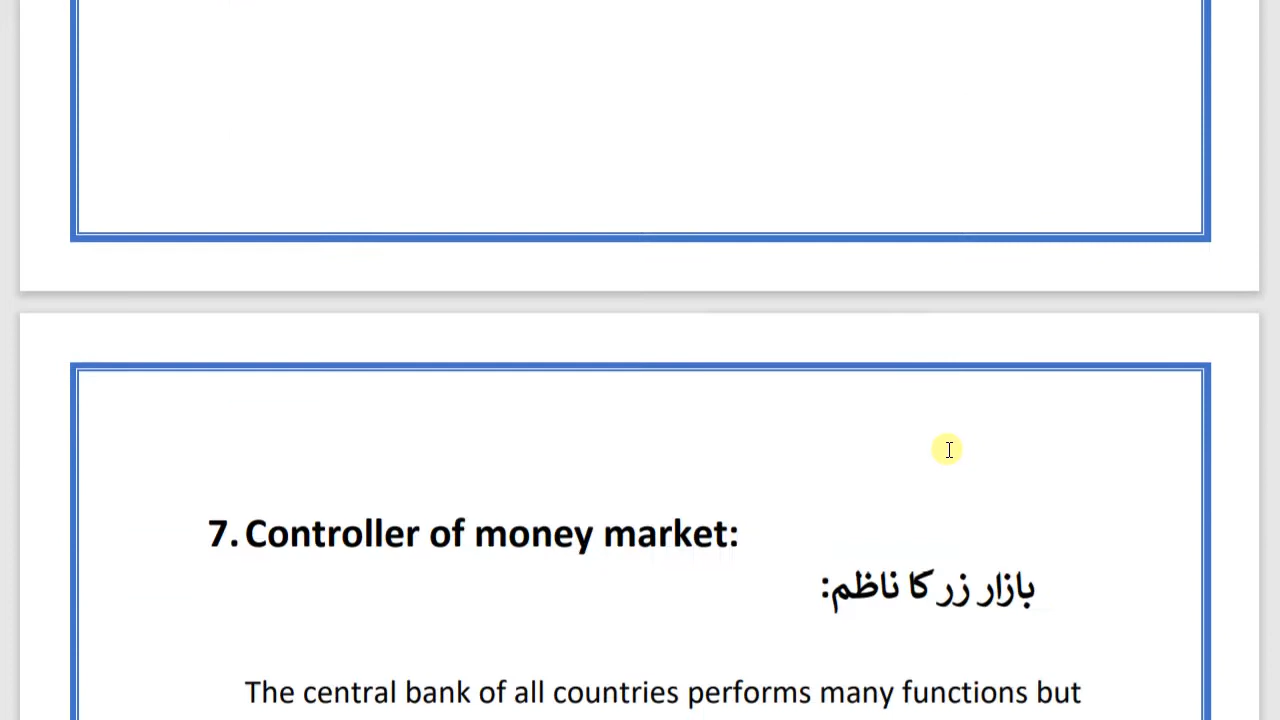 7. Controller of money market:
بازار زر کا ناظم:
The central bank of all countries performs many functions but